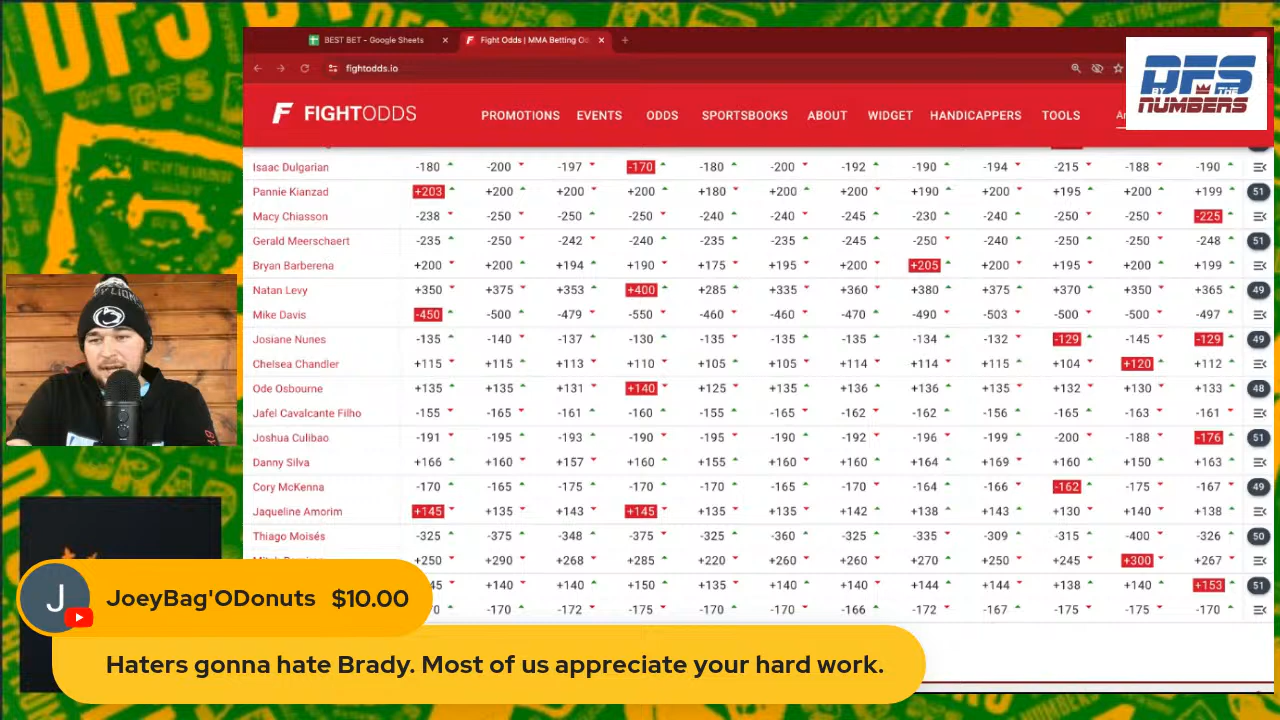 BEST BET - Google Sheets
Fight Odds | MMA Betting Od
fightodds.io
DFS
BY THE
NUMBERS
F FIGHTODDS
PROMOTIONS EVENTS ODDS SPORTSBOOKS ABOUT WIDGET HANDICAPPERS TOOLS
Isaac Dulgarian -180 -200 -197 -170 -180 -200 -192 -190 -194 -215 -188 -190
Pannie Kianzad +203 +200 +200 +200 +180 +200 +200 +190 +200 +195 +200 +199 51
Macy Chiasson -238 -250 -250 -250 -240 -240 -245 -230 -240 -250 -250 -225
Gerald Meerschaert -235 -250 -242 -240 -235 -235 -245 -250 -240 -250 -250 -248 51
Bryan Barberena +200 +200 +194 +190 +175 +195 +200 +205 +200 +195 +200 +199
Natan Levy +350 +375 +353 +400 +285 +335 +360 +380 +375 +370 +350 +365 49
Mike Davis -450 -500 -479 -550 -460 -460 -470 -490 -503 -500 -500 -497
Josiane Nunes -135 -140 -137 -130 -135 -135 -135 -134 -132 -129 -145 -129 49
Chelsea Chandler +115 +115 +113 +110 +105 +105 +114 +114 +115 +104 +120 +112
Ode Osbourne +135 +135 +131 +140 +125 +135 +136 +136 +135 +132 +130 +133 48
Jafel Cavalcante Filho -155 -165 -161 -160 -155 -165 -162 -162 -156 -165 -163 -161
Joshua Culibao -191 -195 -193 -190 -195 -190 -192 -196 -199 -200 -188 -176 51
Danny Silva +166 +160 +157 +160 +155 +160 +160 +164 +169 +160 +150 +163
Cory McKenna -170 -165 -175 -170 -170 -165 -170 -164 -166 -162 -175 -167 49
Jaqueline Amorim +145 +135 +143 +145 +135 +135 +142 +138 +143 +130 +140 +138
Thiago Moisés -325 -375 -348 -375 -325 -360 -325 -335 -309 -315 -400 -326 50
+250 +290 +268 +285 +220 +260 +260 +270 +250 +245 +300 +267
45 +140 +140 +150 +135 +140 +140 +144 +144 +138 +140 +153 51
-170 -172 -175 -170 -170 -166 -172 -167 -175 -175 -170
J
JoeyBag'ODonuts $10.00
Haters gonna hate Brady. Most of us appreciate your hard work.